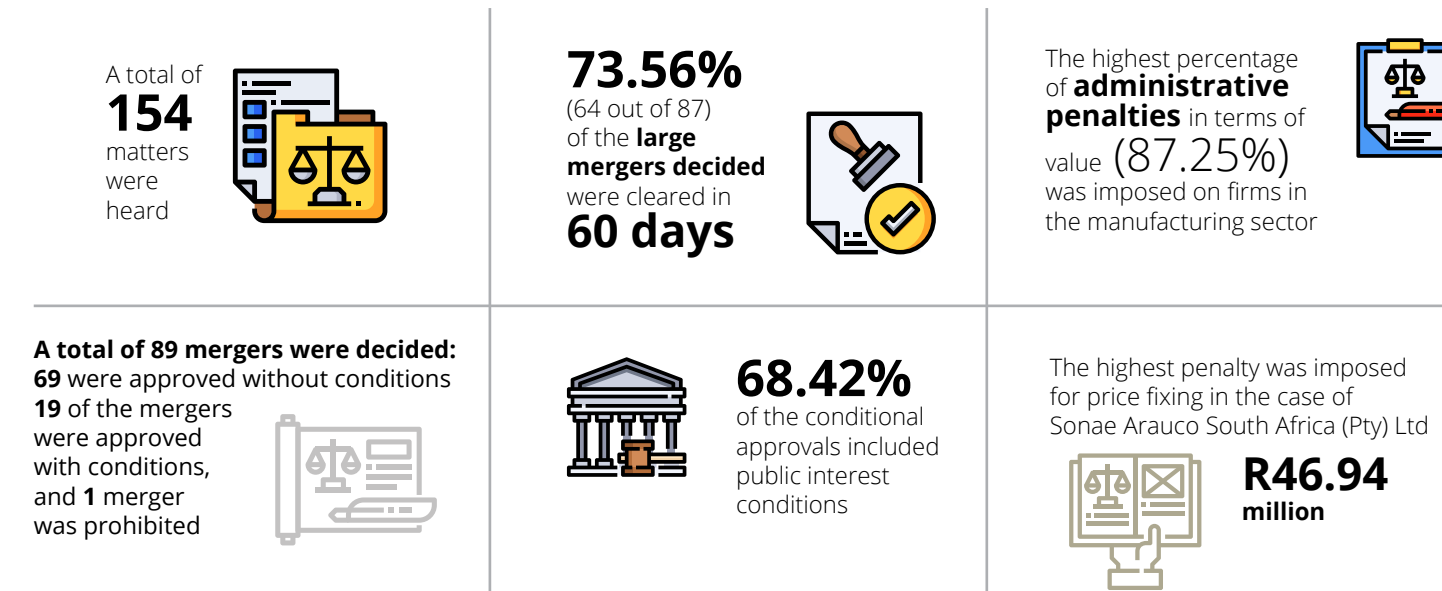 A total of
154
matters
were
heard
73.56%
(64 out of 87)
of the large
mergers decided
were cleared in
60 days
The highest percentage
of administrative
penalties in terms of
value (87.25%)
was imposed on firms in
the manufacturing sector
A total of 89 mergers were decided:
69 were approved without conditions
19 of the mergers
were approved
with conditions,
and 1 merger
was prohibited
68.42%
of the conditional
approvals included
public interest
conditions
The highest penalty was imposed
for price fixing in the case of
Sonae Arauco South Africa (Pty) Ltd
R46.94
million